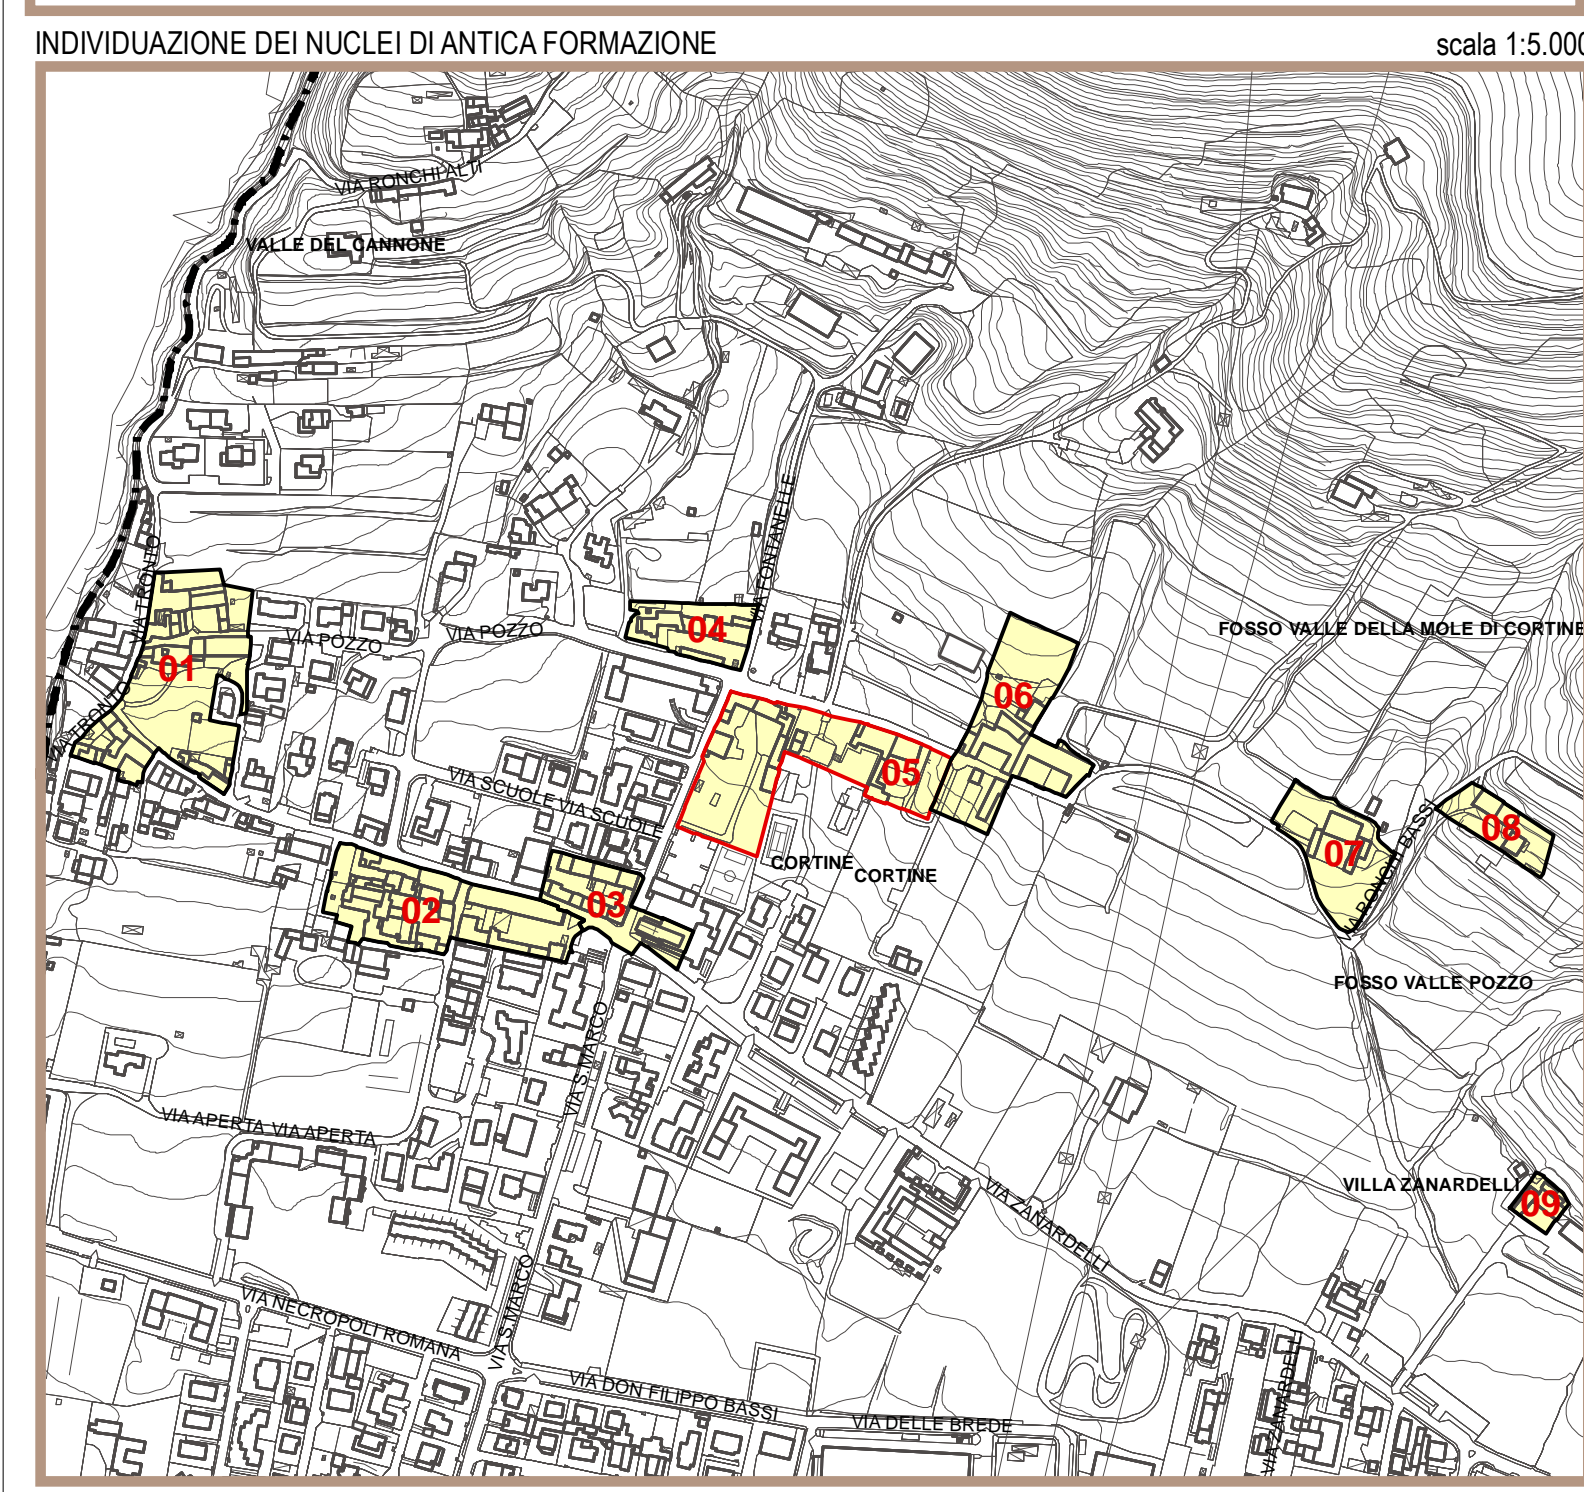 INDIVIDUAZIONE DEI NUCLEI DI ANTICA FORMAZIONE
scala 1:5.000
VIA RONCHI ALTI
VALLE DEL CANNONE
VIA FONTANELLE
VIA TRONTO
VIA POZZO
VIA POZZO
04
FOSSO VALLE DELLA MOLE DI CORTINE
01
06
VIA TRONTO
VIA SCUOLE VIA SCUOLE
05
VIA RONCHI BASSI
08
07
CORTINE
CORTINE
02
03
FOSSO VALLE POZZO
VIA S.MARCO
VIA APERTA VIA APERTA
VIA ZANARDELLI
VILLA ZANARDELLI
09
VIA S.MARCO
VIA NECROPOLI ROMANA
VIA DON FILIPPO BASSI
VIA DELLE BREDE
VIA ZANARDELLI